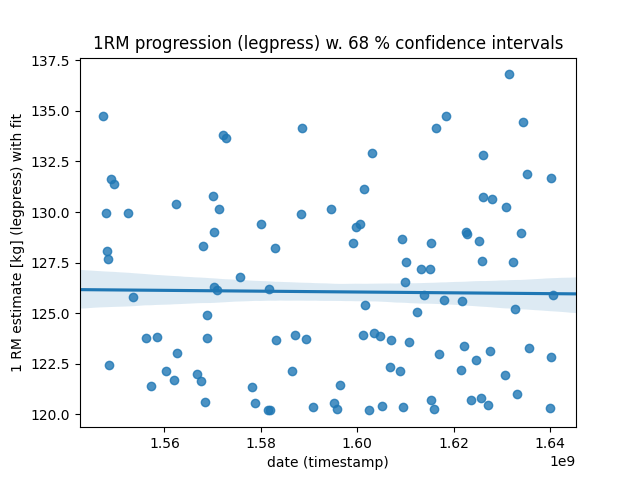 1RM progression (legpress) w. 68 % confidence intervals
1 RM estimate [kg] (legpress) with fit
137.5
135.0
132.5
130.0
127.5
125.0
122.5
120.0
1.56 1.58 1.60 1.62 1.64
1e9
date (timestamp)